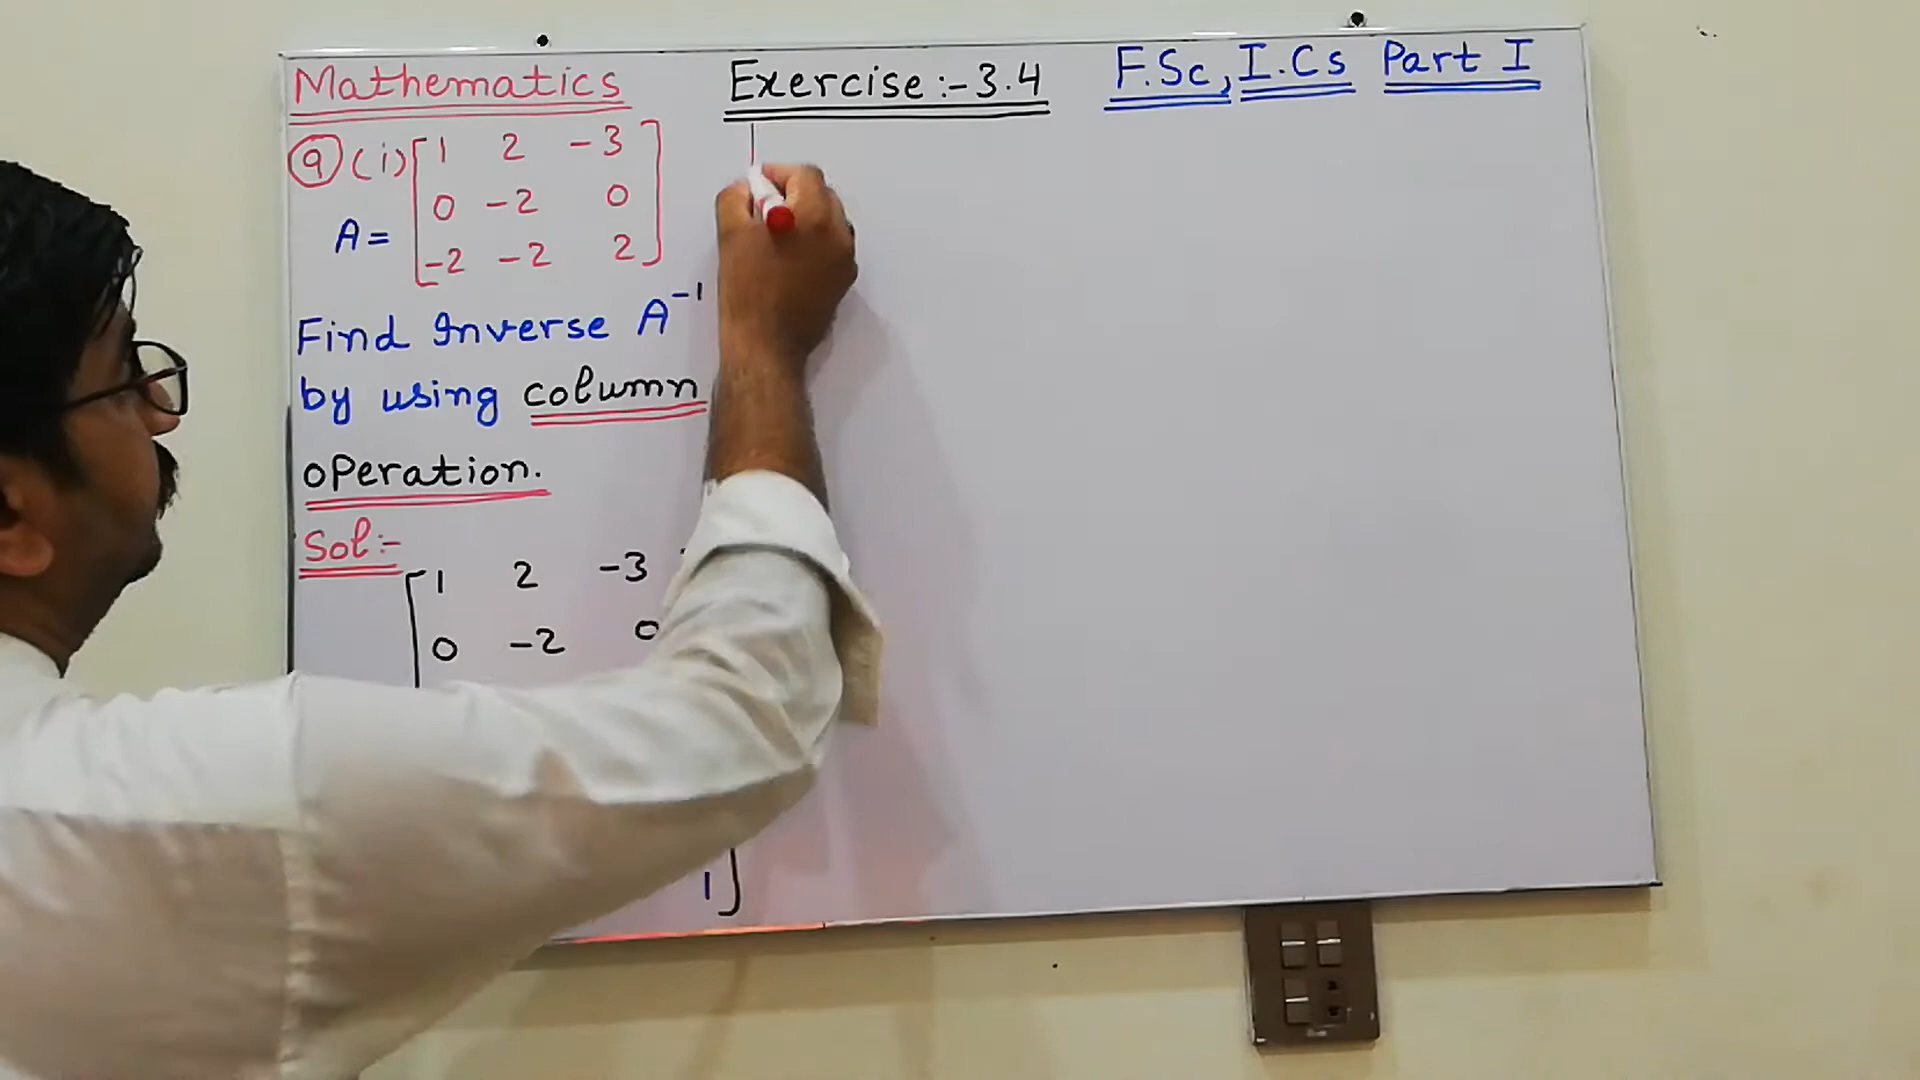 Mathematics
Exercise:-3.4
F.Sc, I.Cs Part I
9 (i) 1 2 -3
0 -2 0
A=
-2 -2 2
Find Inverse A⁻¹
by using column
operation.
Sol:-
1 2 -3
0 -2 0
1